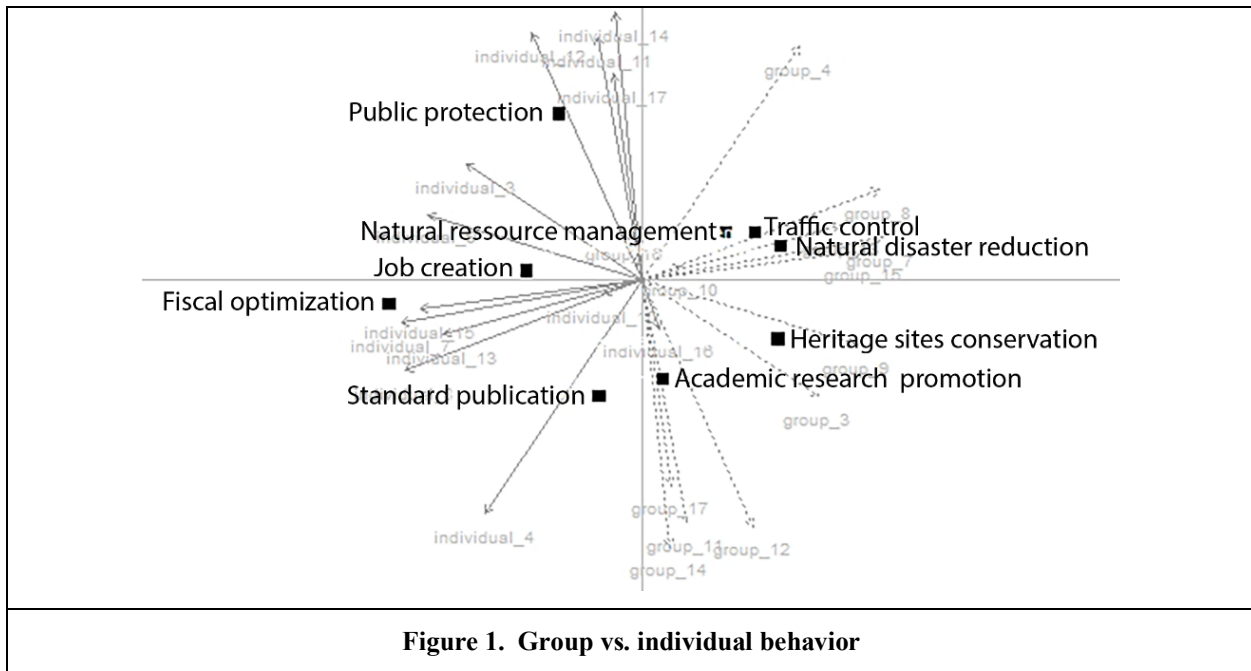 individual_14
individual_12
individual_11
individual_17
group_4
Public protection
individual_3
group_8
Natural ressource management
Traffic control
Natural disaster reduction
group_7
group_15
Job creation
group_10
Fiscal optimization
individual_15
individual_7
individual_13
individual_16
Heritage sites conservation
group_9
Academic research promotion
Standard publication
group_3
group_17
individual_4
group_11
group_12
group_14
Figure 1. Group vs. individual behavior